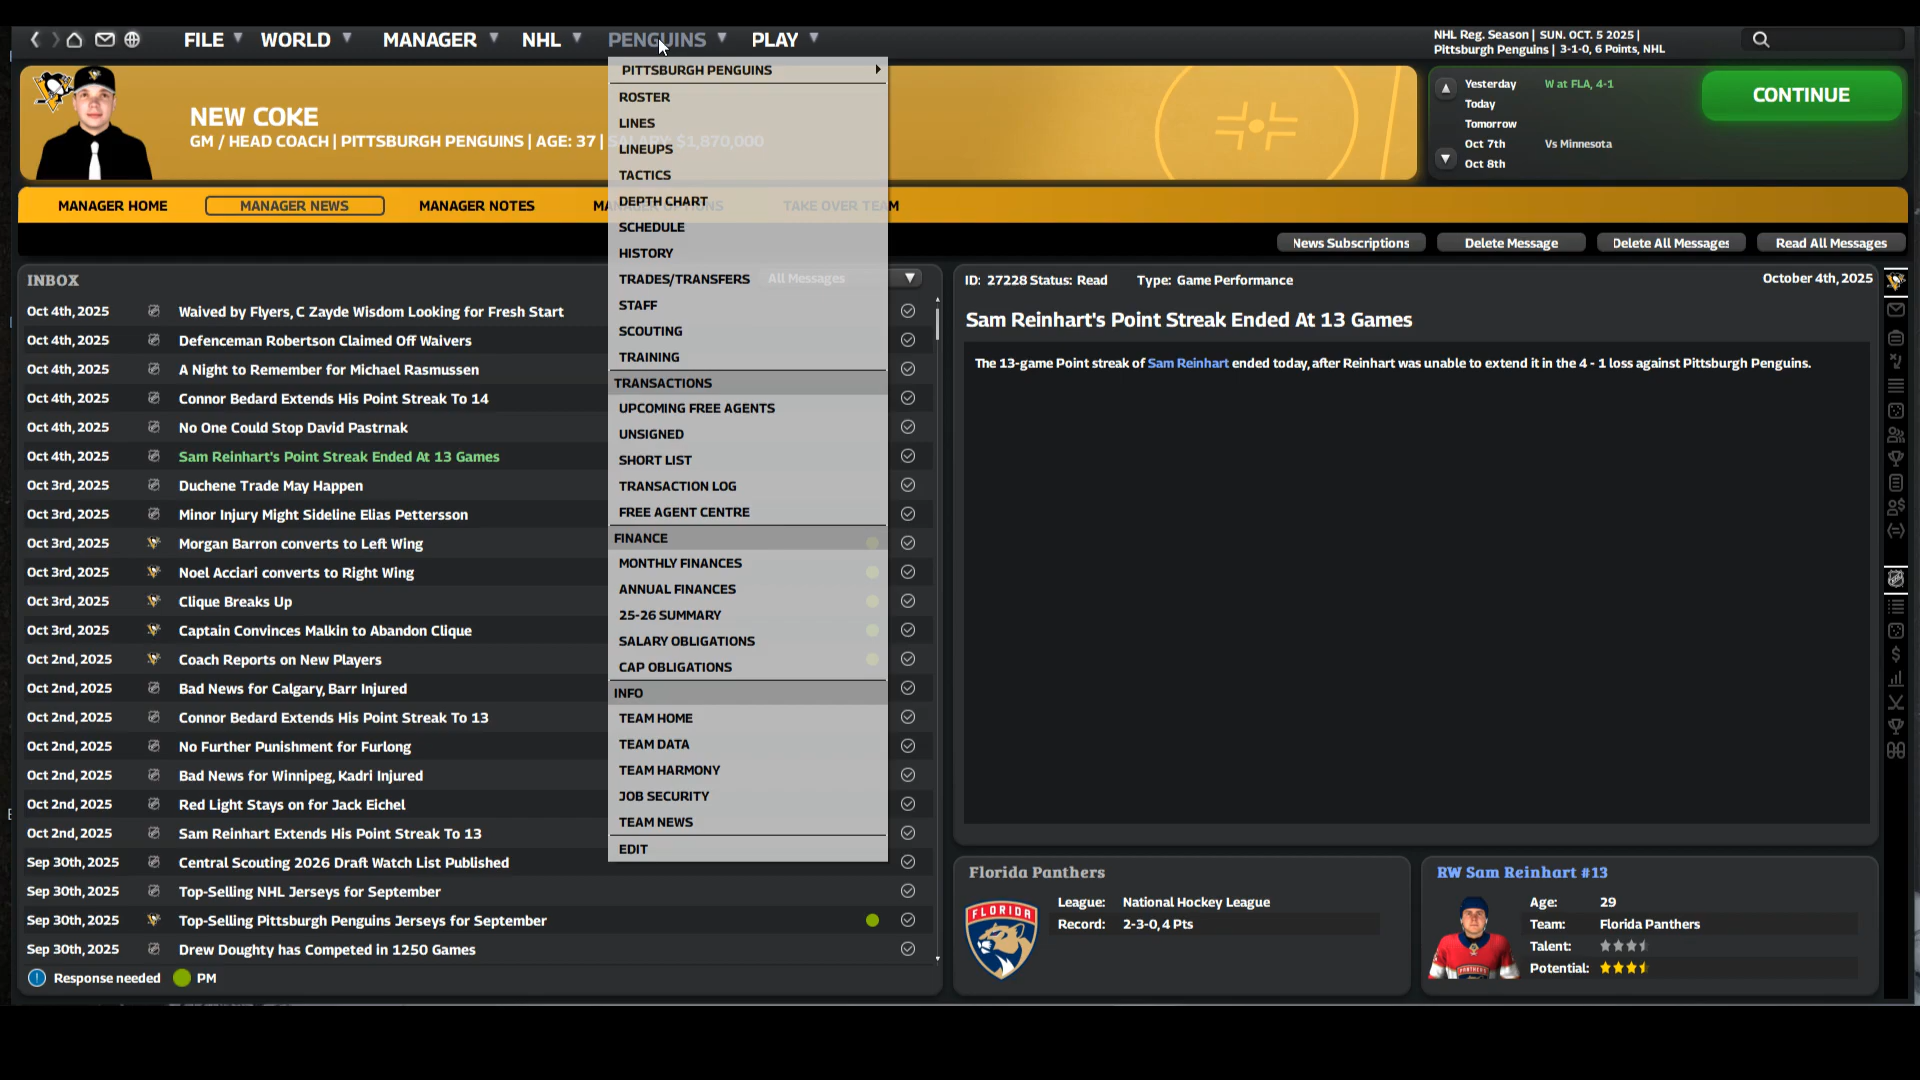 FILE WORLD MANAGER NHL PENGUINS PLAY
NHL Reg. Season | SUN. OCT. 5 2025 |
Pittsburgh Penguins | 3-1-0, 6 Points, NHL
NEW COKE
GM / HEAD COACH | PITTSBURGH PENGUINS | AGE: 37 | SALARY: $1,870,000
Yesterday W at FLA, 4-1
Today
Tomorrow
Oct 7th Vs Minnesota
Oct 8th
CONTINUE
MANAGER HOME MANAGER NEWS MANAGER NOTES MANAGER OPTIONS TAKE OVER TEAM
News Subscriptions Delete Message Delete All Messages Read All Messages
PITTSBURGH PENGUINS
ROSTER
LINES
LINEUPS
TACTICS
DEPTH CHART
SCHEDULE
HISTORY
TRADES/TRANSFERS
STAFF
SCOUTING
TRAINING
TRANSACTIONS
UPCOMING FREE AGENTS
UNSIGNED
SHORT LIST
TRANSACTION LOG
FREE AGENT CENTRE
FINANCE
MONTHLY FINANCES
ANNUAL FINANCES
25-26 SUMMARY
SALARY OBLIGATIONS
CAP OBLIGATIONS
INFO
TEAM HOME
TEAM DATA
TEAM HARMONY
JOB SECURITY
TEAM NEWS
EDIT
INBOX All Messages
Oct 4th, 2025 Waived by Flyers, C Zayde Wisdom Looking for Fresh Start
Oct 4th, 2025 Defenceman Robertson Claimed Off Waivers
Oct 4th, 2025 A Night to Remember for Michael Rasmussen
Oct 4th, 2025 Connor Bedard Extends His Point Streak To 14
Oct 4th, 2025 No One Could Stop David Pastrnak
Oct 4th, 2025 Sam Reinhart's Point Streak Ended At 13 Games
Oct 3rd, 2025 Duchene Trade May Happen
Oct 3rd, 2025 Minor Injury Might Sideline Elias Pettersson
Oct 3rd, 2025 Morgan Barron converts to Left Wing
Oct 3rd, 2025 Noel Acciari converts to Right Wing
Oct 3rd, 2025 Clique Breaks Up
Oct 3rd, 2025 Captain Convinces Malkin to Abandon Clique
Oct 2nd, 2025 Coach Reports on New Players
Oct 2nd, 2025 Bad News for Calgary, Barr Injured
Oct 2nd, 2025 Connor Bedard Extends His Point Streak To 13
Oct 2nd, 2025 No Further Punishment for Furlong
Oct 2nd, 2025 Bad News for Winnipeg, Kadri Injured
Oct 2nd, 2025 Red Light Stays on for Jack Eichel
Oct 2nd, 2025 Sam Reinhart Extends His Point Streak To 13
Sep 30th, 2025 Central Scouting 2026 Draft Watch List Published
Sep 30th, 2025 Top-Selling NHL Jerseys for September
Sep 30th, 2025 Top-Selling Pittsburgh Penguins Jerseys for September
Sep 30th, 2025 Drew Doughty has Competed in 1250 Games
Response needed PM
ID: 27228 Status: Read Type: Game Performance October 4th, 2025
Sam Reinhart's Point Streak Ended At 13 Games
The 13-game Point streak of Sam Reinhart ended today, after Reinhart was unable to extend it in the 4 - 1 loss against Pittsburgh Penguins.
Florida Panthers
FLORIDA
League: National Hockey League
Record: 2-3-0, 4 Pts
RW Sam Reinhart #13
Age: 29
Team: Florida Panthers
Talent:
Potential:
PANTHERS